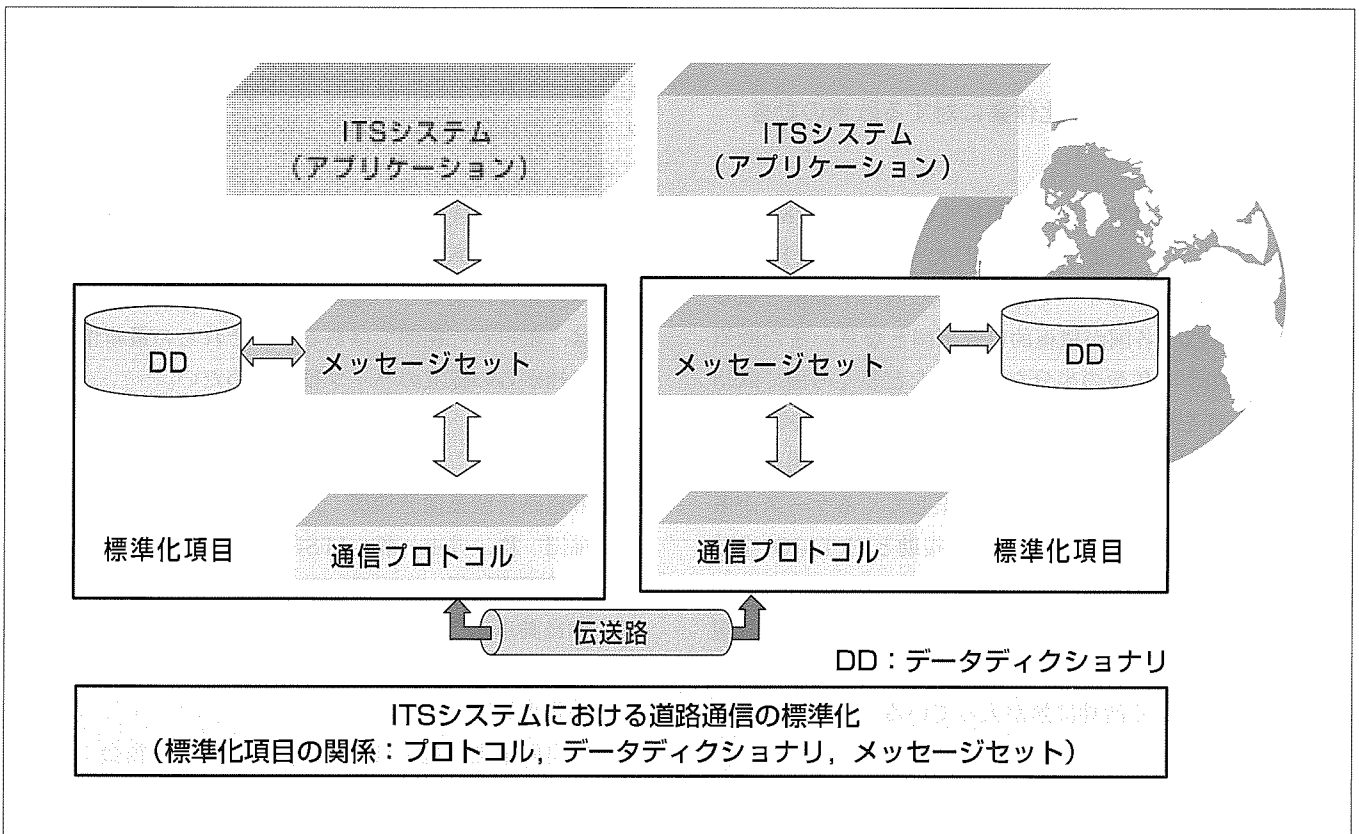 ITSシステム
(アプリケーション)
ITSシステム
(アプリケーション)
DD
メッセージセット
標準化項目
通信プロトコル
メッセージセット
DD
通信プロトコル
標準化項目
伝送路
DD:データディクショナリ
ITSシステムにおける道路通信の標準化
(標準化項目の関係:プロトコル,データディクショナリ,メッセージセット)